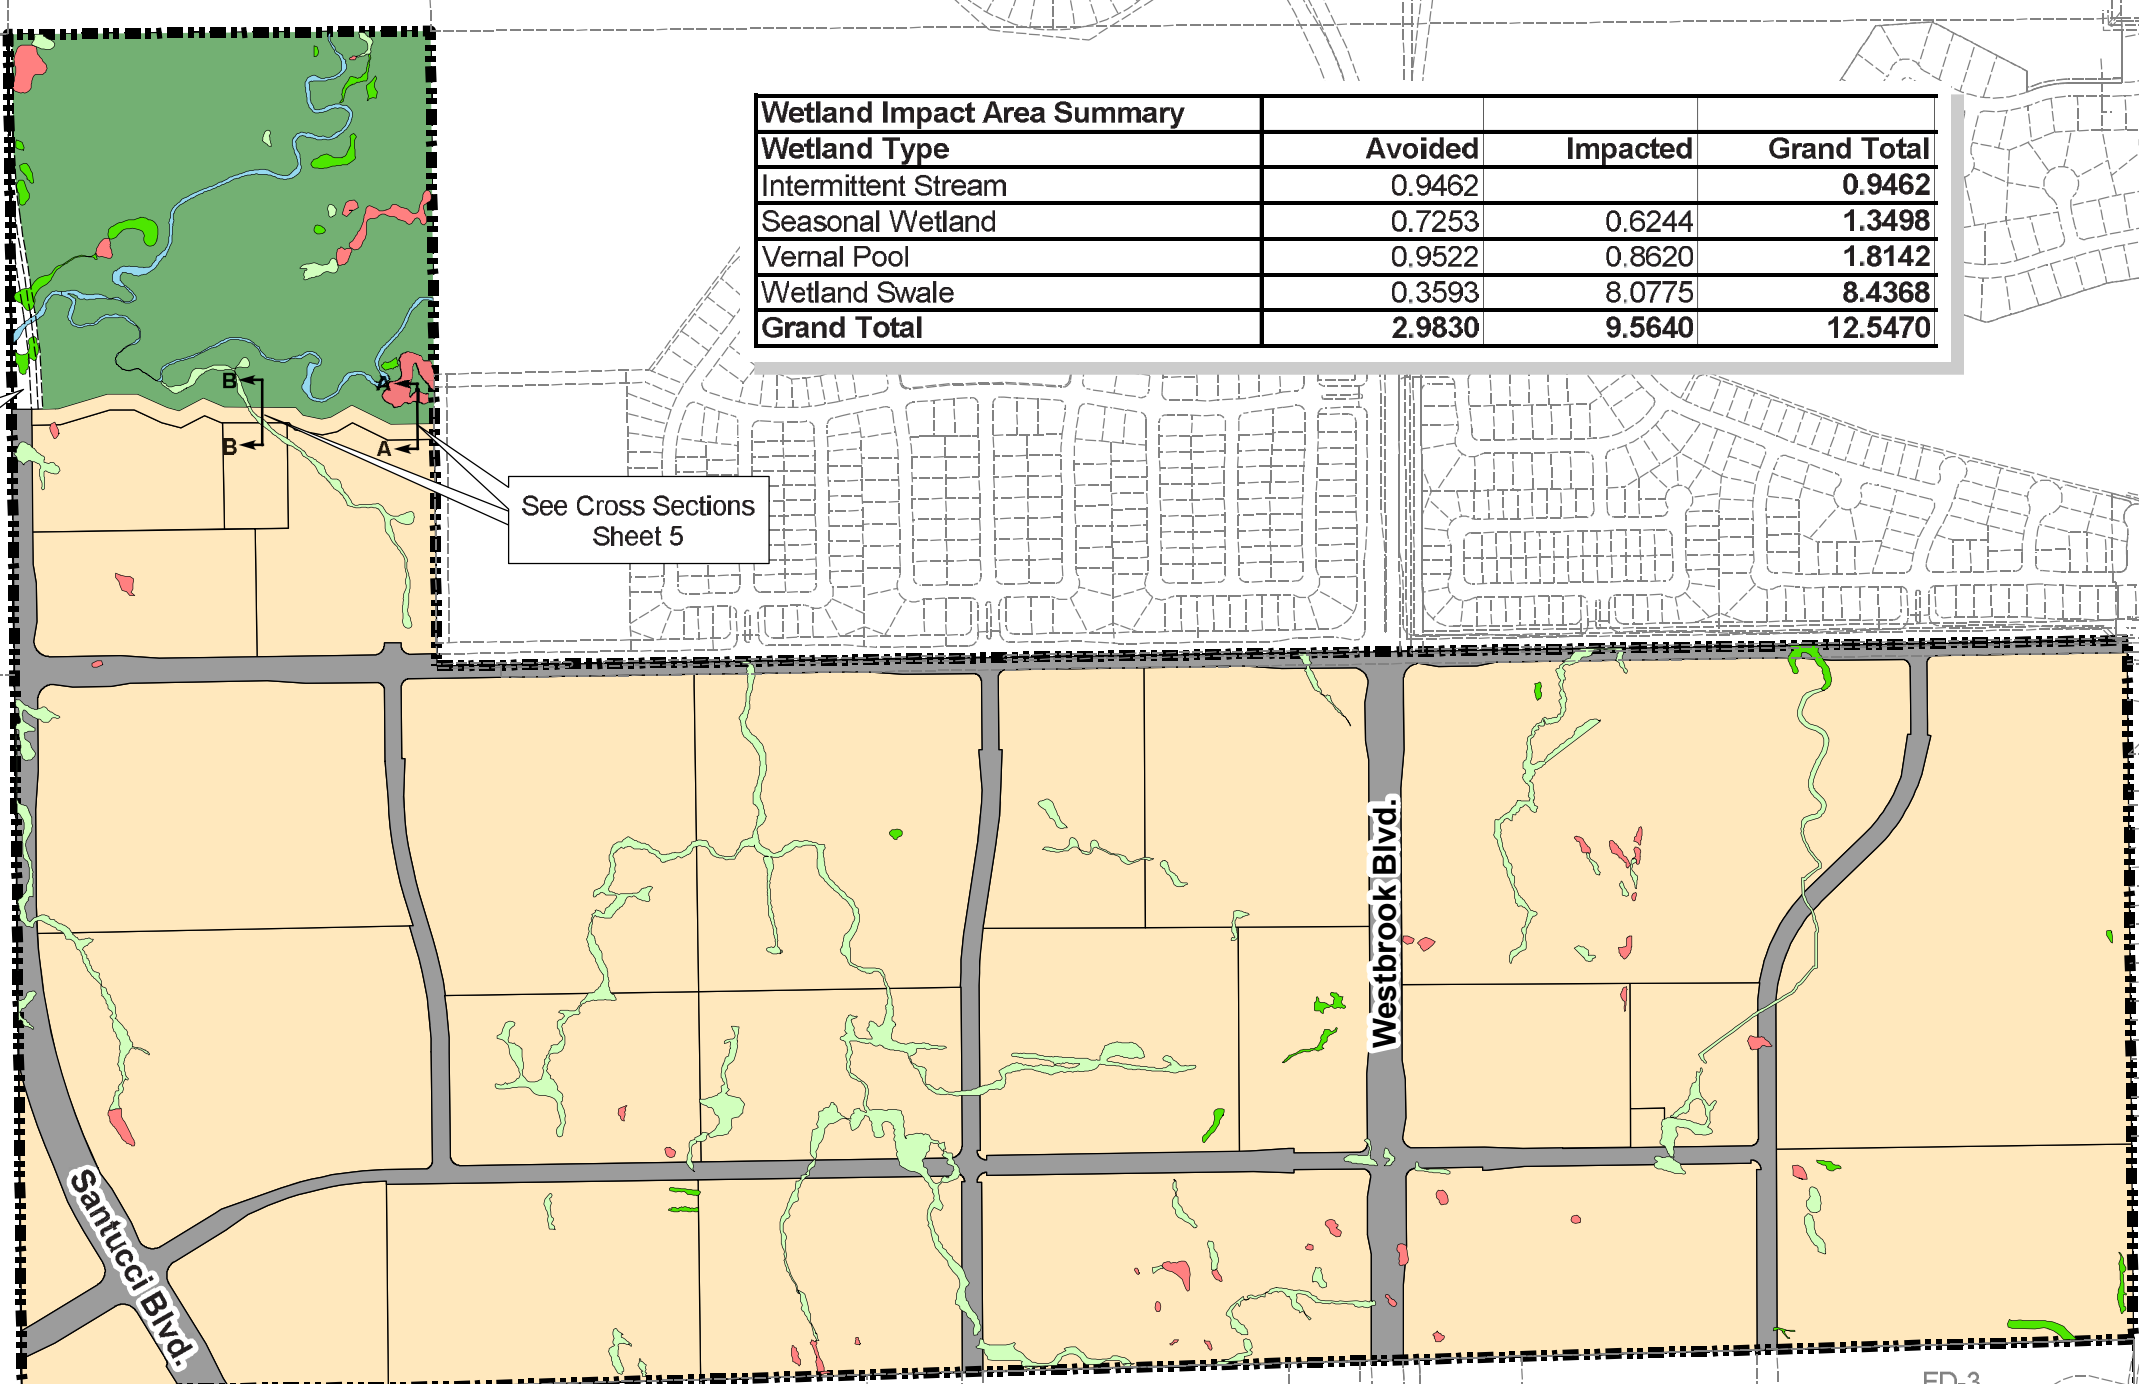 Wetland Impact Area Summary
Wetland Type Avoided Impacted Grand Total
Intermittent Stream 0.9462 0.9462
Seasonal Wetland 0.7253 0.6244 1.3498
Vernal Pool 0.9522 0.8620 1.8142
Wetland Swale 0.3593 8.0775 8.4368
Grand Total 2.9830 9.5640 12.5470
B
A
B
A
See Cross Sections
Sheet 5
Westbrook Blvd.
Santucci Blvd.